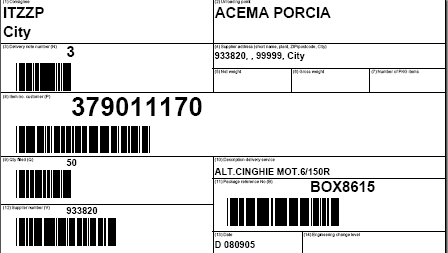 (1) Consignee
ITZZP
City
(2) Unloading point
ACEMA PORCIA
(3) Delivery note number (N)
3
(4) Supplier address (short name, plant, ZIP/postcode, City)
933820, , 99999, City
(5) Net weight
(6) Gross weight
(7) Number of PKG items
(8) Item no. customer (P)
379011170
(9) Qty filled (Q)
50
(10) Description delivery service
ALT.CINGHIE MOT.6/150R
(11) Package reference No (S)
BOX8615
(12) Supplier number (V)
933820
(13) Date
D 080905
(14) Engineering change level